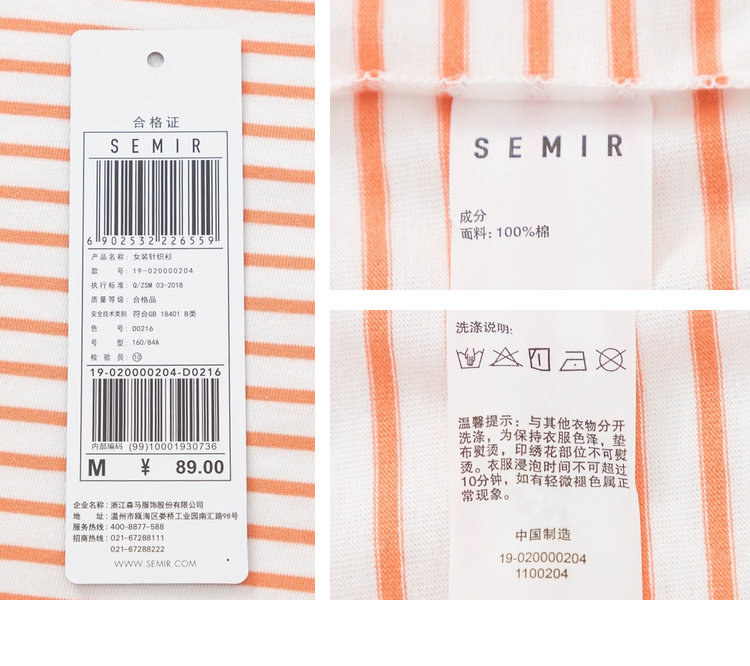 合格证
SEMIR
6 902532 226559
产品名称: 女装针织衫
款 号: 19-020000204
执行标准: Q/ZSM 03-2018
质量等级: 合格品
安全技术类别 符合GB 18401 B类
色 号: D0216
号 型: 160/84A
检 验 员 10
19-020000204-D0216
内部编码 (99)10001930736
M ¥ 89.00
企业名称: 浙江森马服饰股份有限公司
地 址: 温州市瓯海区娄桥工业园南汇路98号
服务热线: 400-8877-588
招商热线: 021-67288111
021-67288222
WWW.SEMIR.COM
SEMIR
成分
面料: 100%棉
洗涤说明:
温馨提示: 与其他衣物分开
洗涤, 为保持衣服色泽, 垫
布熨烫, 印绣花部位不可熨
烫。衣服浸泡时间不可超过
10分钟, 如有轻微褪色属正
常现象。
中国制造
19-020000204
1100204